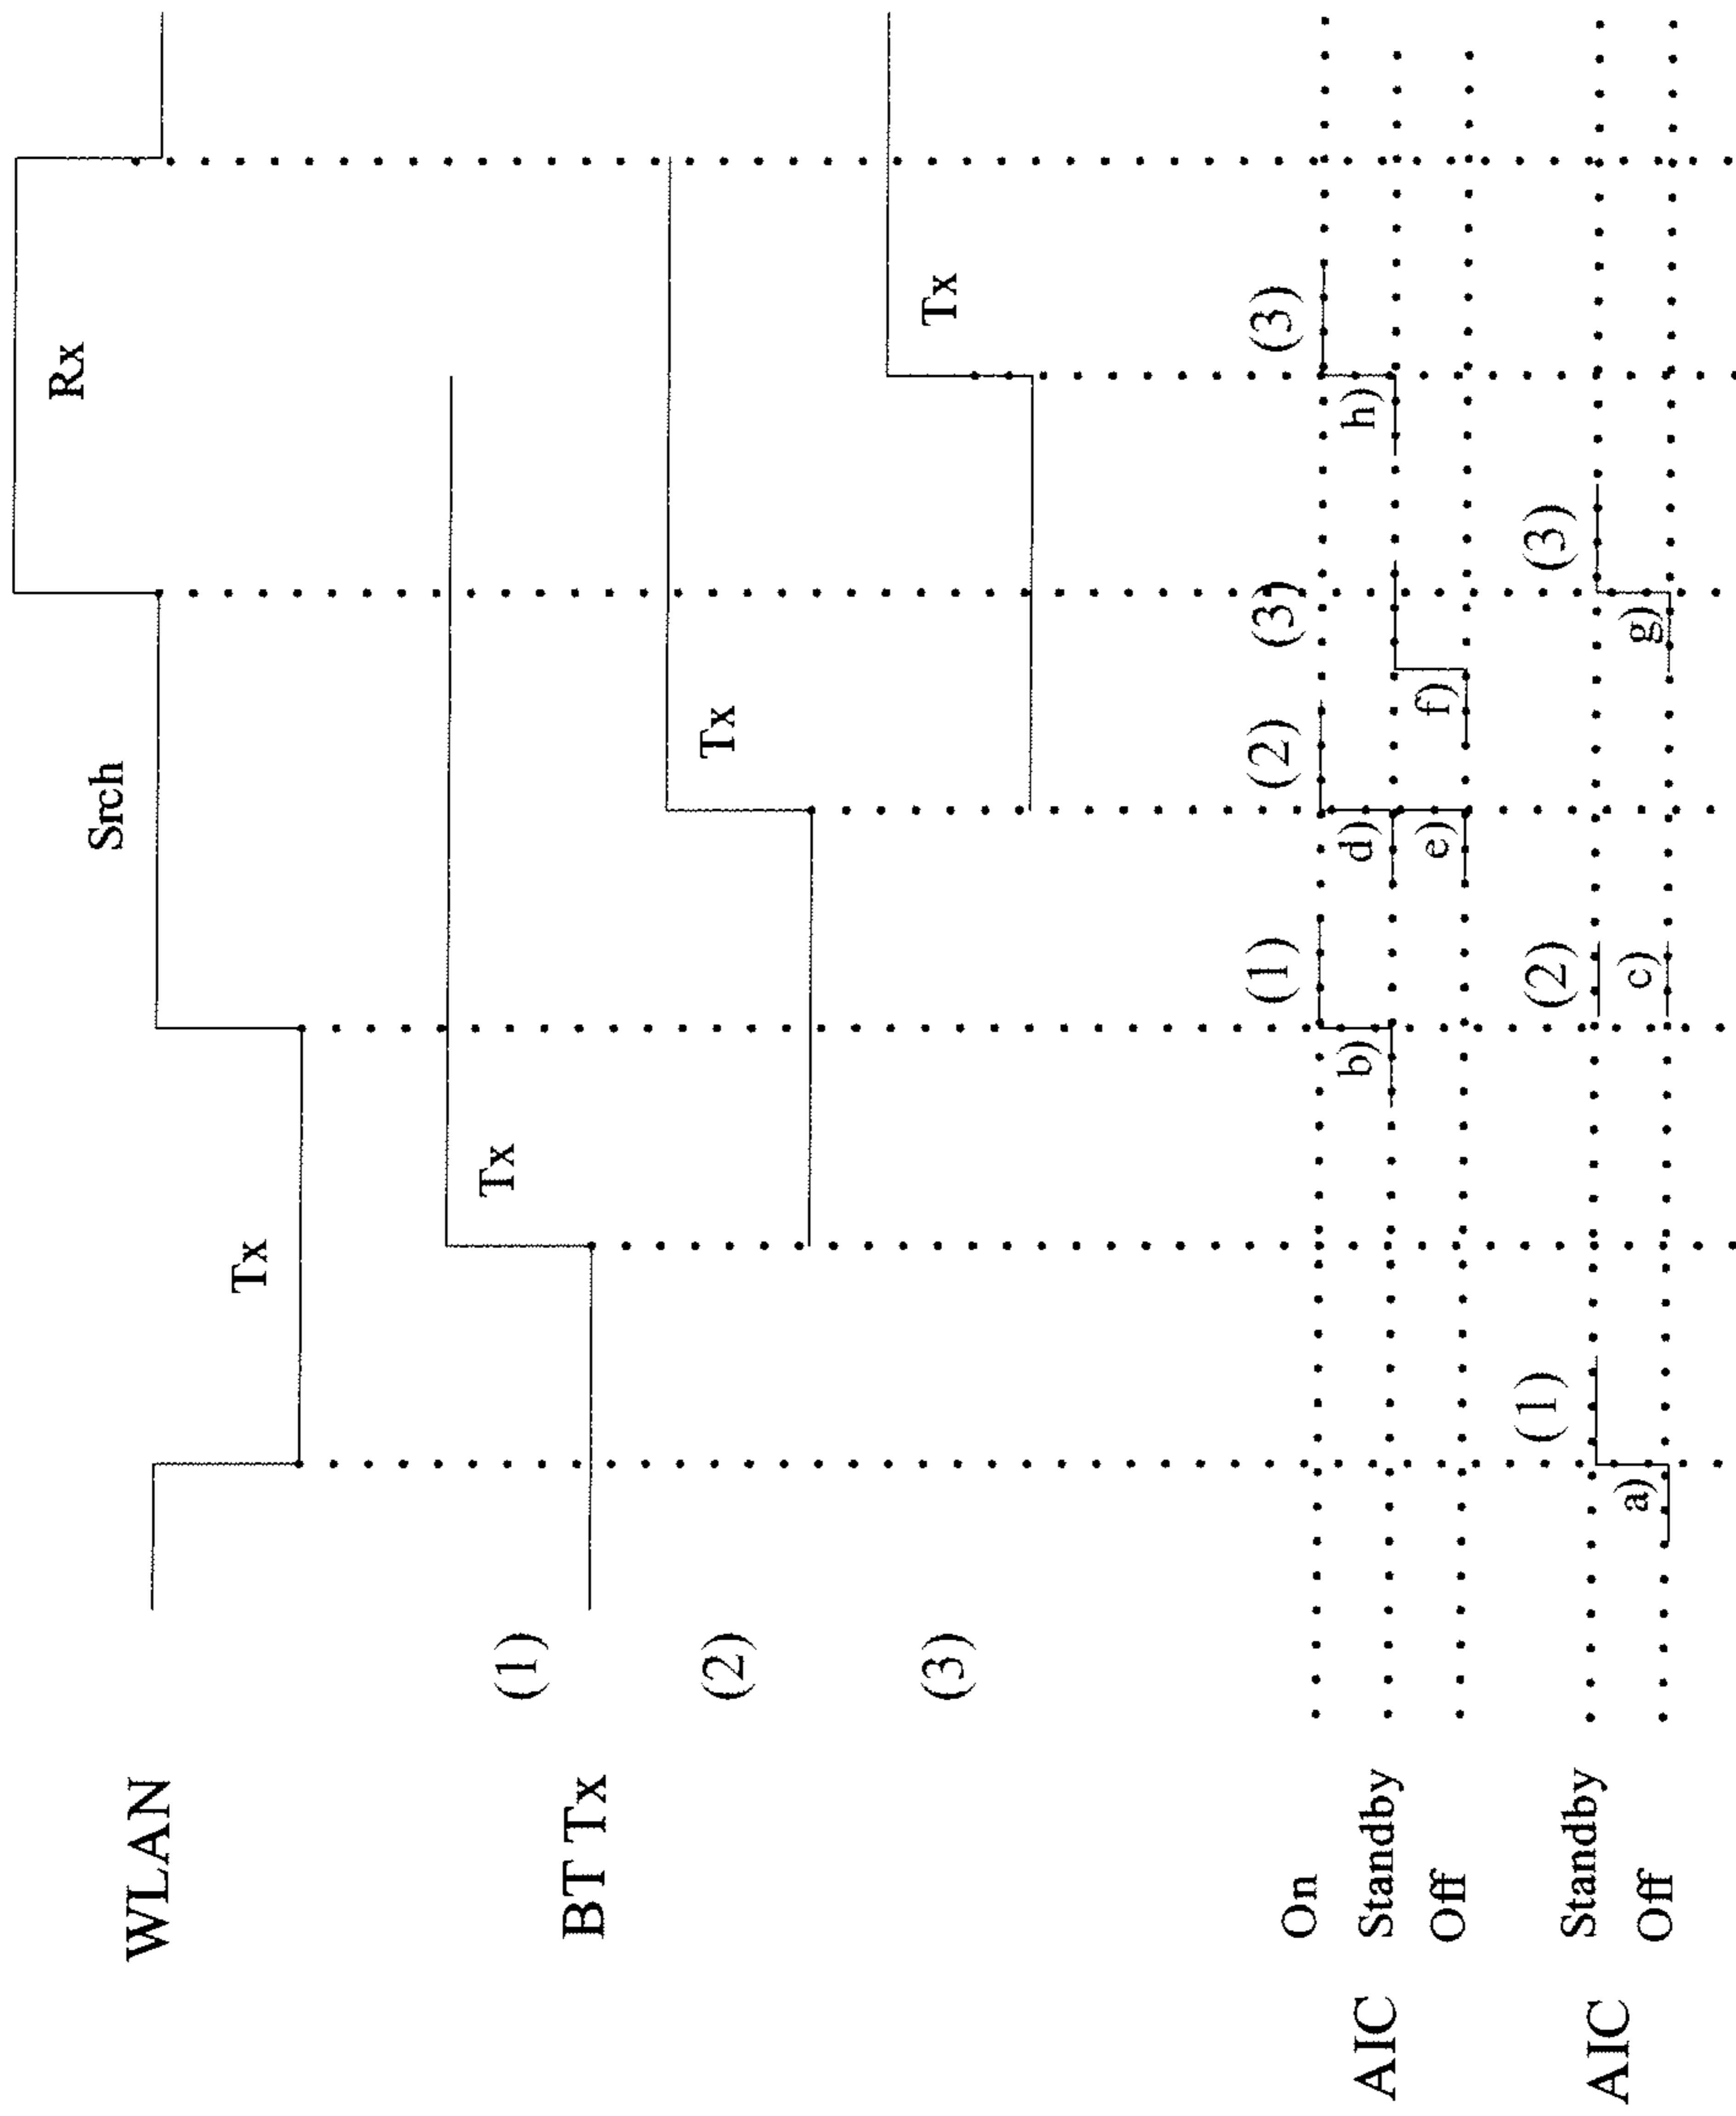 WLAN
Tx
Srch
Rx
BT Tx
(1)
Tx
(2)
Tx
(3)
Tx
AIC
On
Standby
Off
(1)
(2)
(3)
(3)
b)
d)
h)
e)
f)
AIC
Standby
Off
(1)
(2)
(3)
a)
c)
g)